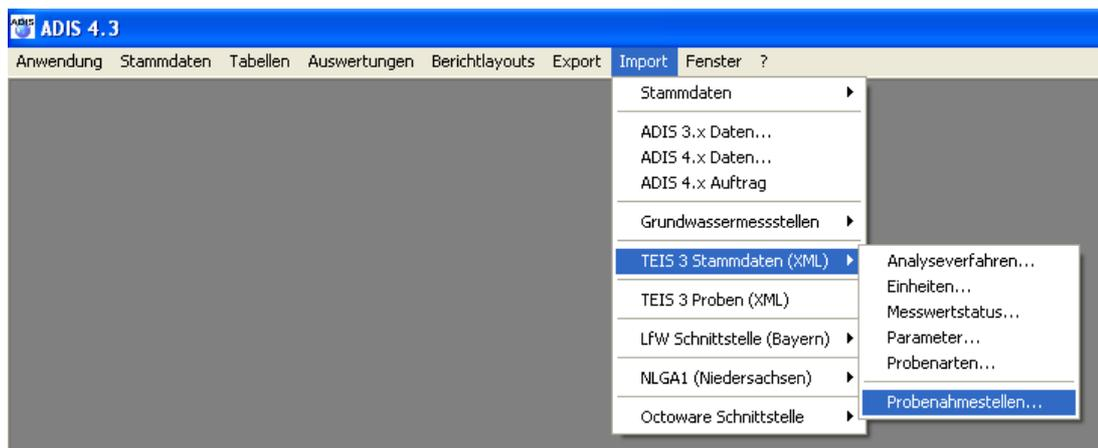 ADIS 4.3
Anwendung Stammdaten Tabellen Auswertungen Berichtlayouts Export Import Fenster ?
Stammdaten
ADIS 3.x Daten...
ADIS 4.x Daten...
ADIS 4.x Auftrag
Grundwassermessstellen
TEIS 3 Stammdaten (XML)
TEIS 3 Proben (XML)
LfW Schnittstelle (Bayern)
NLGA1 (Niedersachsen)
Octoware Schnittstelle
Analyseverfahren...
Einheiten...
Messwertstatus...
Parameter...
Probenarten...
Probenahmestellen...